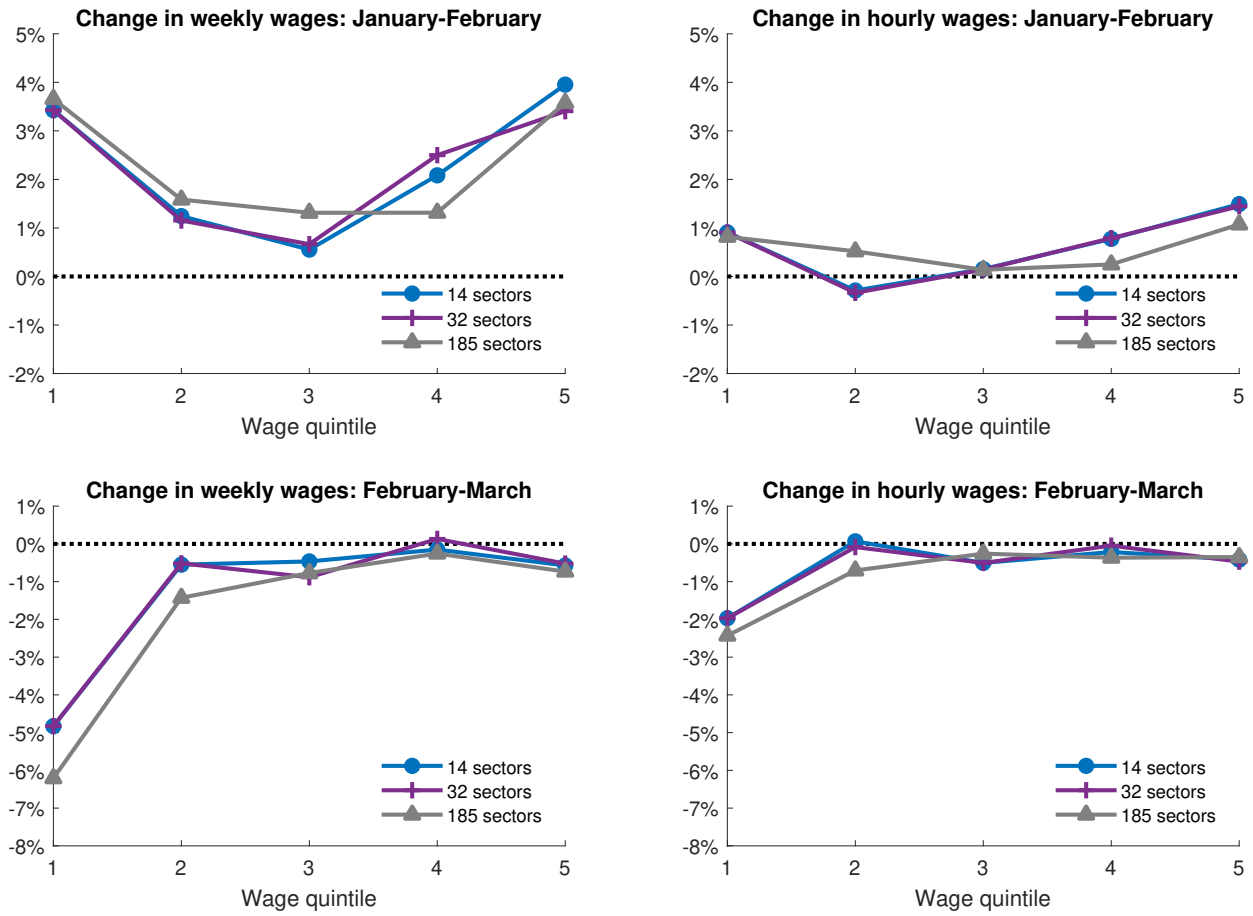 Change in weekly wages: January-February
5%
4%
3%
2%
1%
0%
-1%
-2%
14 sectors
32 sectors
185 sectors
1 2 3 4 5
Wage quintile
Change in hourly wages: January-February
5%
4%
3%
2%
1%
0%
-1%
-2%
14 sectors
32 sectors
185 sectors
1 2 3 4 5
Wage quintile
Change in weekly wages: February-March
1%
0%
-1%
-2%
-3%
-4%
-5%
-6%
-7%
-8%
14 sectors
32 sectors
185 sectors
1 2 3 4 5
Wage quintile
Change in hourly wages: February-March
1%
0%
-1%
-2%
-3%
-4%
-5%
-6%
-7%
-8%
14 sectors
32 sectors
185 sectors
1 2 3 4 5
Wage quintile